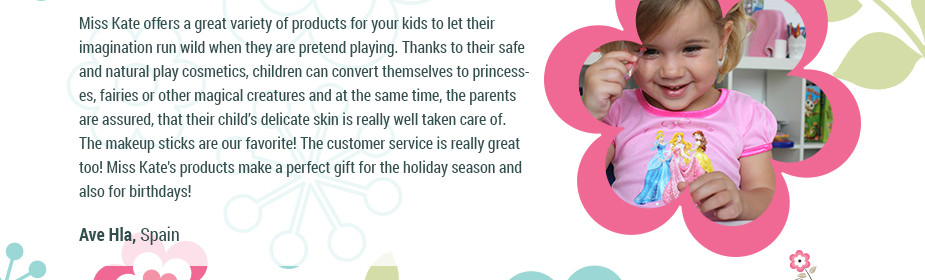 Miss Kate offers a great variety of products for your kids to let their
imagination run wild when they are pretend playing. Thanks to their safe
and natural play cosmetics, children can convert themselves to princess-
es, fairies or other magical creatures and at the same time, the parents
are assured, that their child's delicate skin is really well taken care of.
The makeup sticks are our favorite! The customer service is really great
too! Miss Kate's products make a perfect gift for the holiday season and
also for birthdays!
Ave Hla, Spain